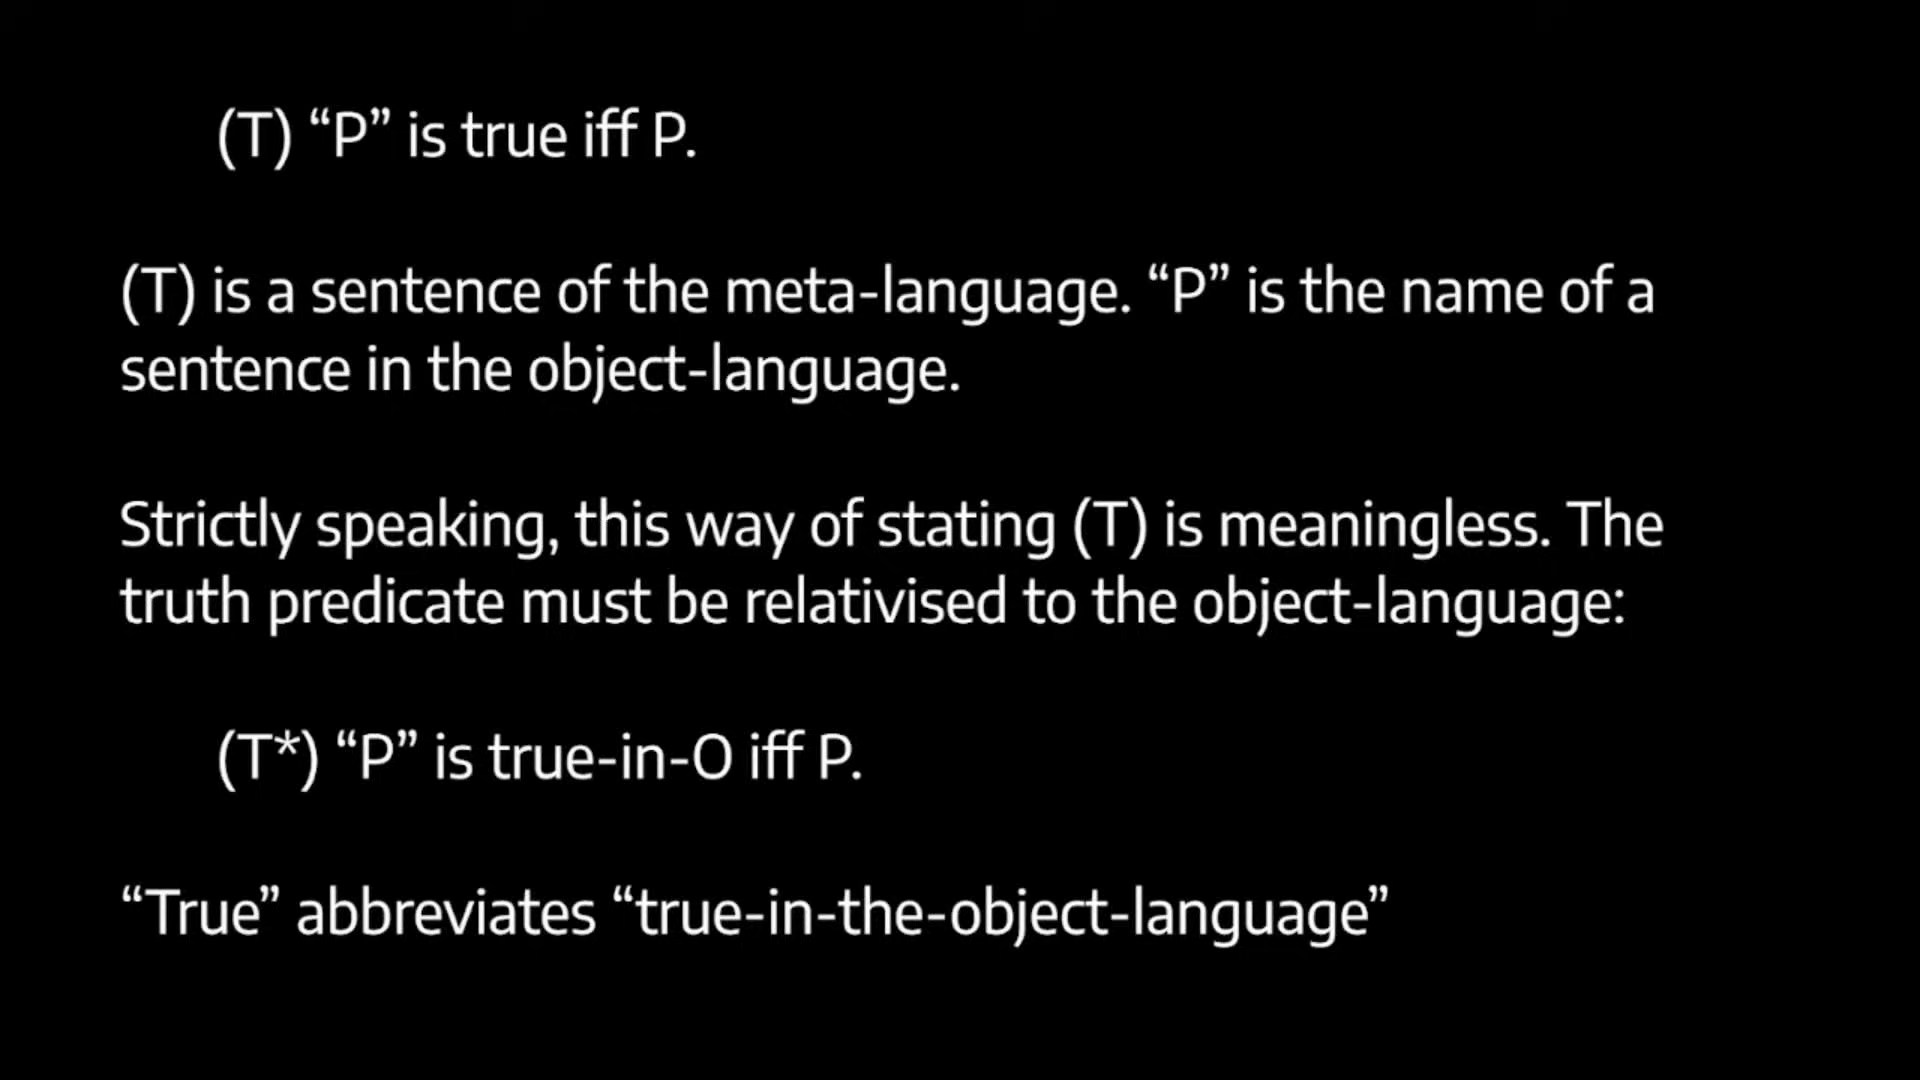 (T) “P” is true iff P.
(T) is a sentence of the meta-language. “P” is the name of a
sentence in the object-language.
Strictly speaking, this way of stating (T) is meaningless. The
truth predicate must be relativised to the object-language:
(T*) “P” is true-in-O iff P.
“True” abbreviates “true-in-the-object-language”